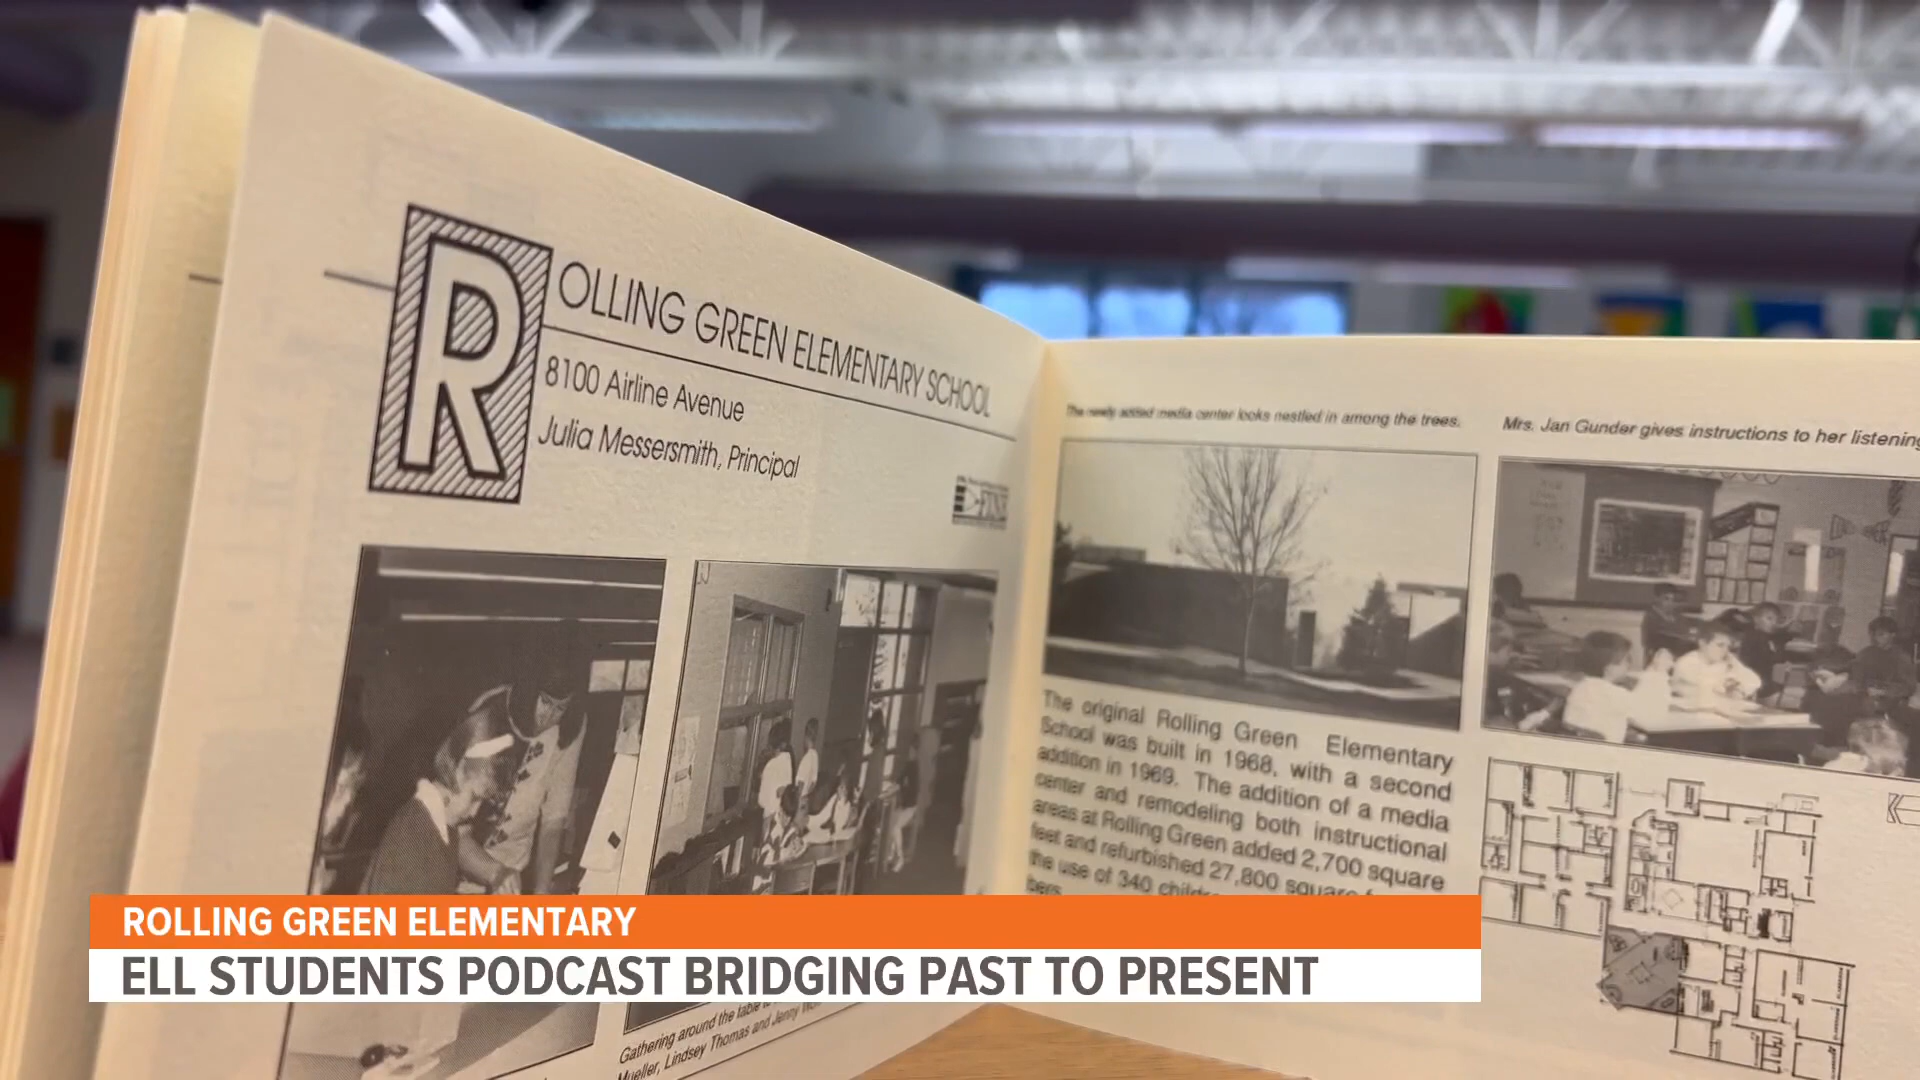 ROLLING GREEN ELEMENTARY SCHOOL
8100 Airline Avenue
Julia Messersmith, Principal
FINE
Gathering around the table
Mueller, Lindsey Thomas and Jenny
The newly added media center looks nestled in among the trees.
Mrs. Jan Gunder gives instructions to her listening
The original Rolling Green Elementary
School was built in 1968, with a second
addition in 1969. The addition of a media
center and remodeling both instructional
areas at Rolling Green added 2,700 square
feet and refurbished 27,800 square
the use of 340
bers.
ROLLING GREEN ELEMENTARY
ELL STUDENTS PODCAST BRIDGING PAST TO PRESENT